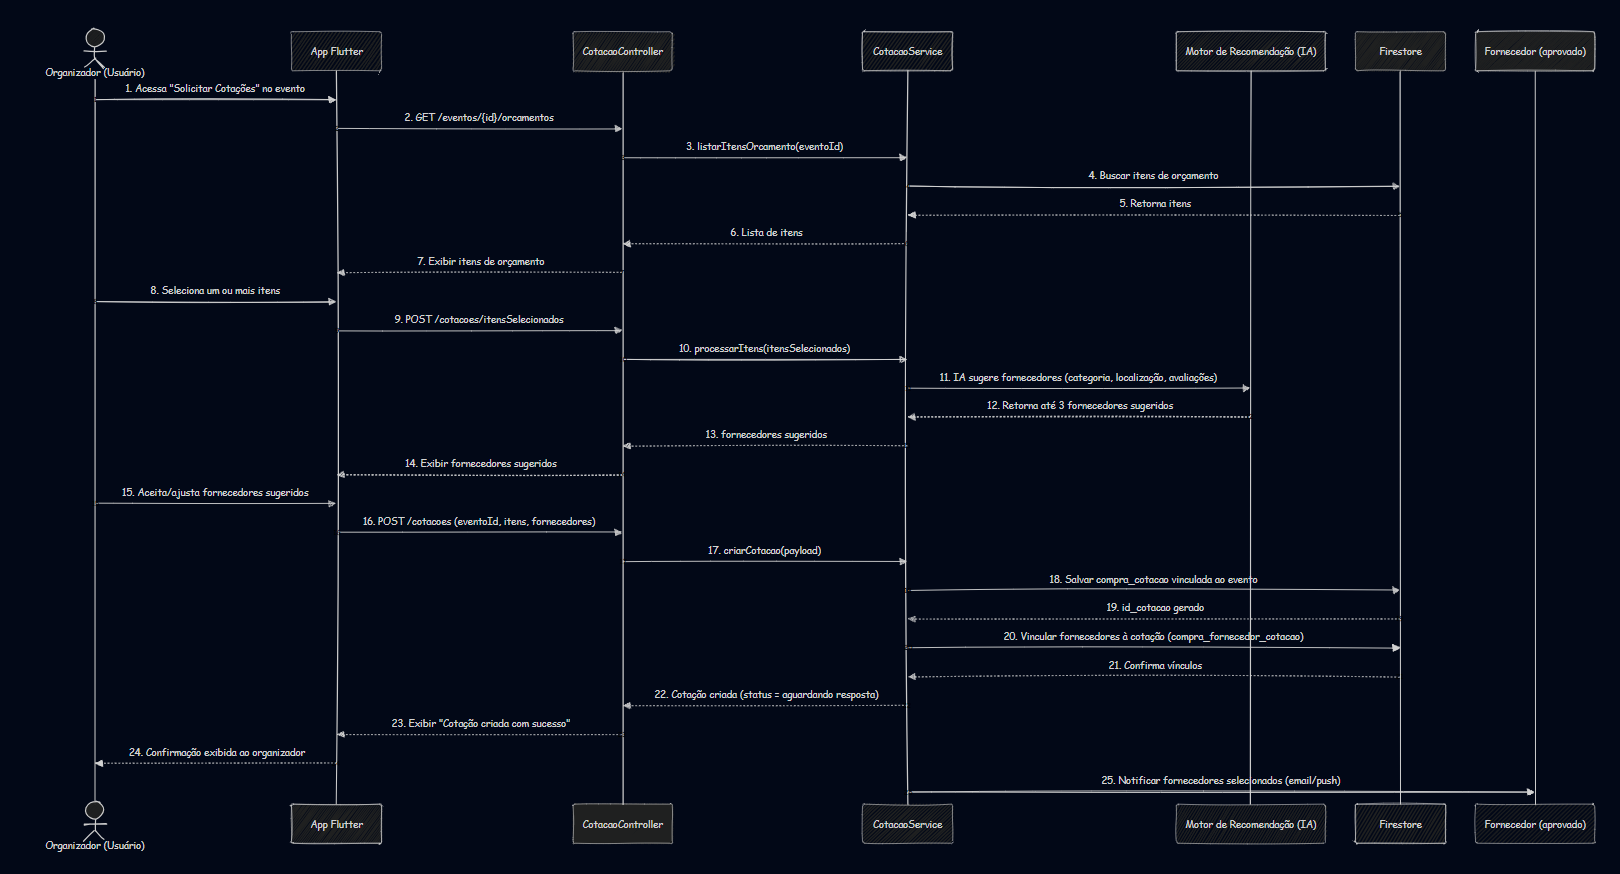 Organizador (Usuário)
App Flutter
CotacaoController
CotacaoService
Motor de Recomendação (IA)
Firestore
Fornecedor (aprovado)
1. Acessa "Solicitar Cotações" no evento
2. GET /eventos/{id}/orcamentos
3. listarItensOrcamento(eventoId)
4. Buscar itens de orçamento
5. Retorna itens
6. Lista de itens
7. Exibir itens de orçamento
8. Seleciona um ou mais itens
9. POST /cotacoes/itensSelecionados
10. processarItens(itensSelecionados)
11. IA sugere fornecedores (categoria, localização, avaliações)
12. Retorna até 3 fornecedores sugeridos
13. fornecedores sugeridos
14. Exibir fornecedores sugeridos
15. Aceita/ajusta fornecedores sugeridos
16. POST /cotacoes (eventoId, itens, fornecedores)
17. criarCotacao(payload)
18. Salvar compra_cotacao vinculada ao evento
19. id_cotacao gerado
20. Vincular fornecedores à cotação (compra_fornecedor_cotacao)
21. Confirma vínculos
22. Cotação criada (status = aguardando resposta)
23. Exibir "Cotação criada com sucesso"
24. Confirmação exibida ao organizador
25. Notificar fornecedores selecionados (email/push)
Organizador (Usuário)
App Flutter
CotacaoController
CotacaoService
Motor de Recomendação (IA)
Firestore
Fornecedor (aprovado)